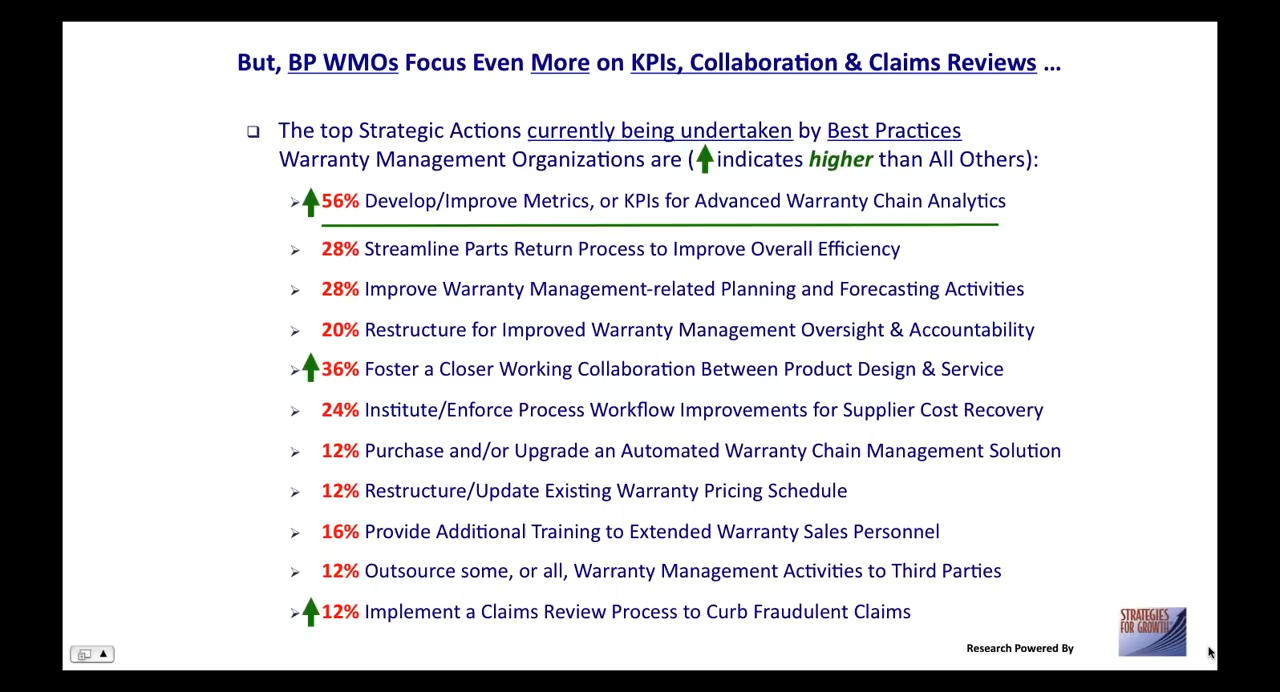 But, BP WMOs Focus Even More on KPIs, Collaboration & Claims Reviews ...
The top Strategic Actions currently being undertaken by Best Practices
Warranty Management Organizations are ( indicates higher than All Others):
56% Develop/Improve Metrics, or KPIs for Advanced Warranty Chain Analytics
28% Streamline Parts Return Process to Improve Overall Efficiency
28% Improve Warranty Management-related Planning and Forecasting Activities
20% Restructure for Improved Warranty Management Oversight & Accountability
36% Foster a Closer Working Collaboration Between Product Design & Service
24% Institute/Enforce Process Workflow Improvements for Supplier Cost Recovery
12% Purchase and/or Upgrade an Automated Warranty Chain Management Solution
12% Restructure/Update Existing Warranty Pricing Schedule
16% Provide Additional Training to Extended Warranty Sales Personnel
12% Outsource some, or all, Warranty Management Activities to Third Parties
12% Implement a Claims Review Process to Curb Fraudulent Claims
Research Powered By
STRATEGIES
FOR GROWTH